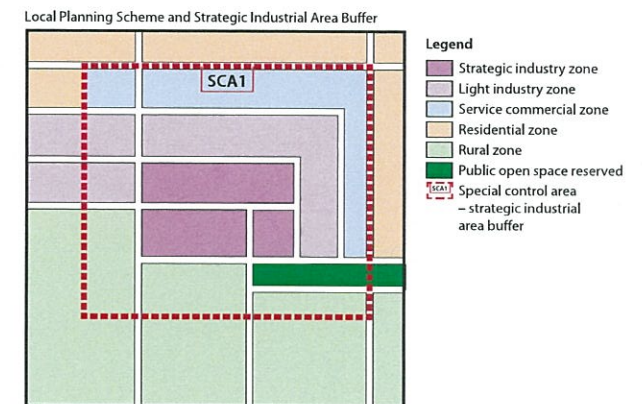 Local Planning Scheme and Strategic Industrial Area Buffer
SCA1
Legend
Strategic industry zone
Light industry zone
Service commercial zone
Residential zone
Rural zone
Public open space reserved
SCA1 Special control area
– strategic industrial
area buffer